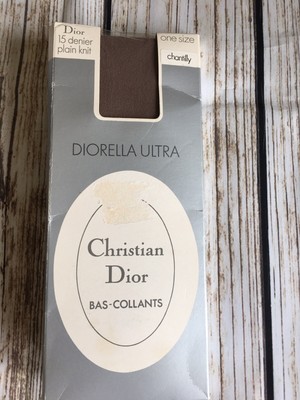 Dior
15 denier
plain knit
one size
chantilly
DIORELLA ULTRA
Christian
Dior
BAS-COLLANTS